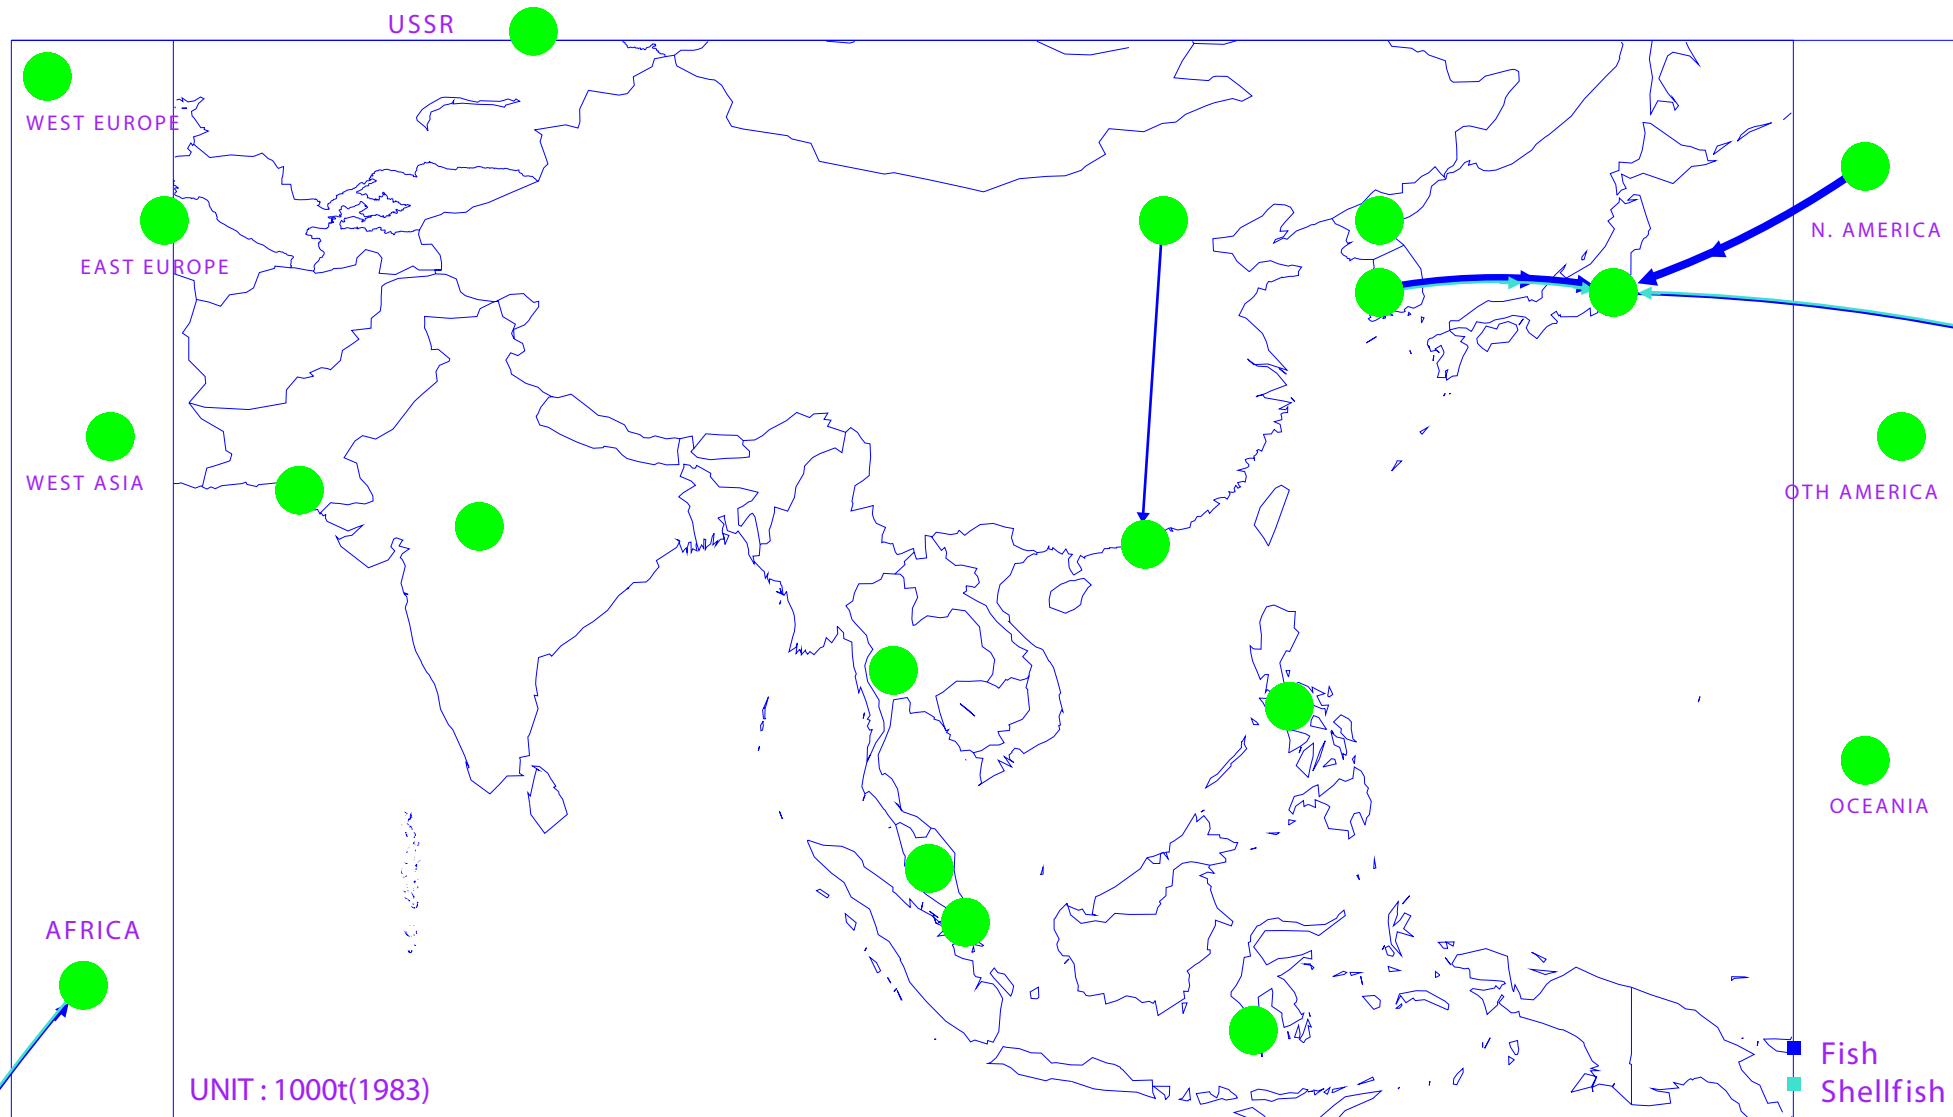 USSR
WEST EUROPE
N. AMERICA
EAST EUROPE
WEST ASIA
OTH AMERICA
OCEANIA
AFRICA
Fish
UNIT : 1000t(1983)
Shellfish